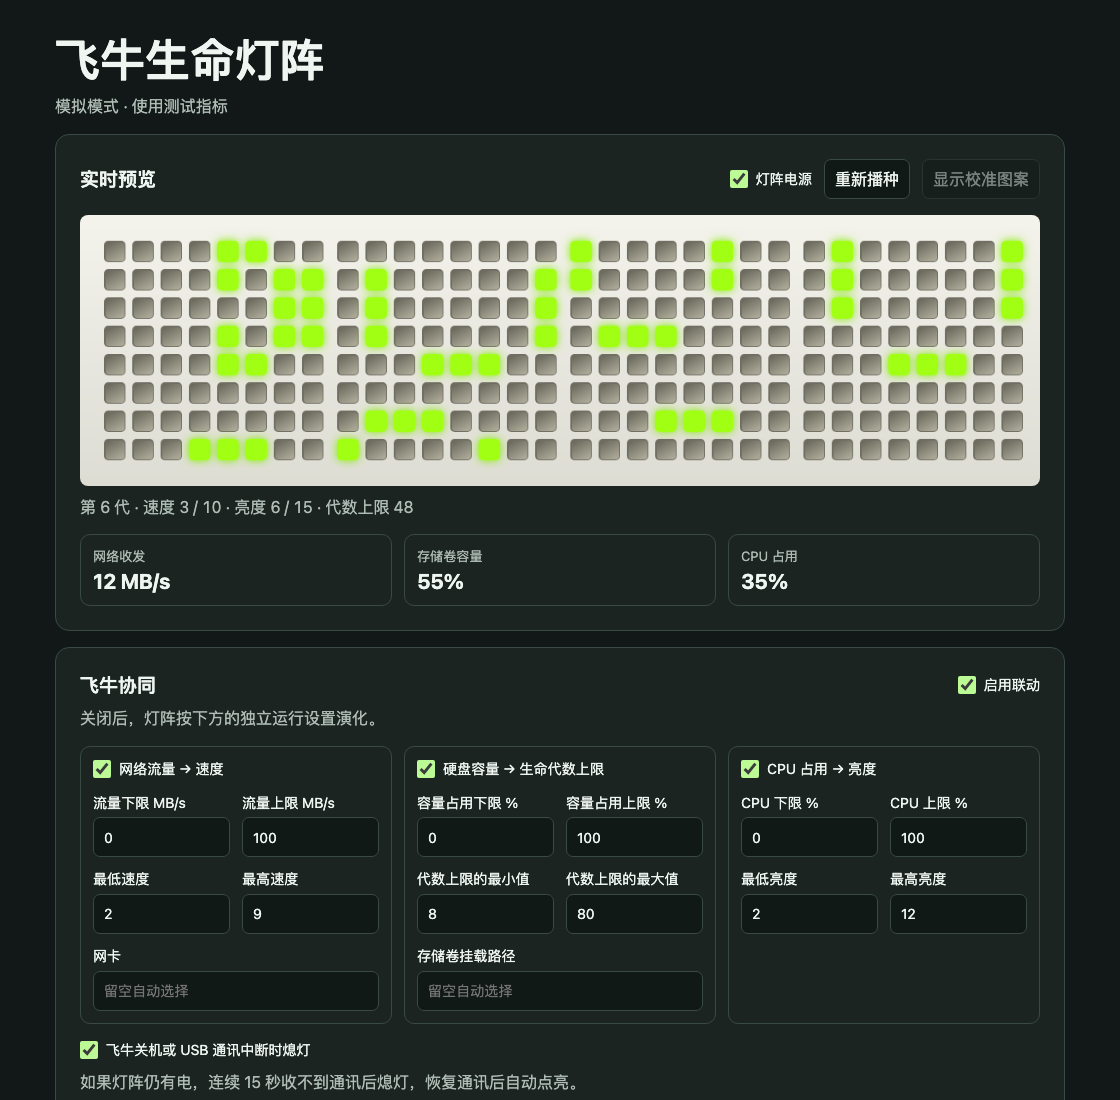 飞牛生命灯阵
模拟模式 · 使用测试指标
实时预览
灯阵电源
重新播种
显示校准图案
第 6 代 · 速度 3 / 10 · 亮度 6 / 15 · 代数上限 48
网络收发
12 MB/s
存储卷容量
55%
CPU 占用
35%
飞牛协同
启用联动
关闭后，灯阵按下方的独立运行设置演化。
网络流量 → 速度
流量下限 MB/s
流量上限 MB/s
0
100
最低速度
最高速度
2
9
网卡
留空自动选择
硬盘容量 → 生命代数上限
容量占用下限 %
容量占用上限 %
0
100
代数上限的最小值
代数上限的最大值
8
80
存储卷挂载路径
留空自动选择
CPU 占用 → 亮度
CPU 下限 %
CPU 上限 %
0
100
最低亮度
最高亮度
2
12
飞牛关机或 USB 通讯中断时熄灯
如果灯阵仍有电，连续 15 秒收不到通讯后熄灯，恢复通讯后自动点亮。